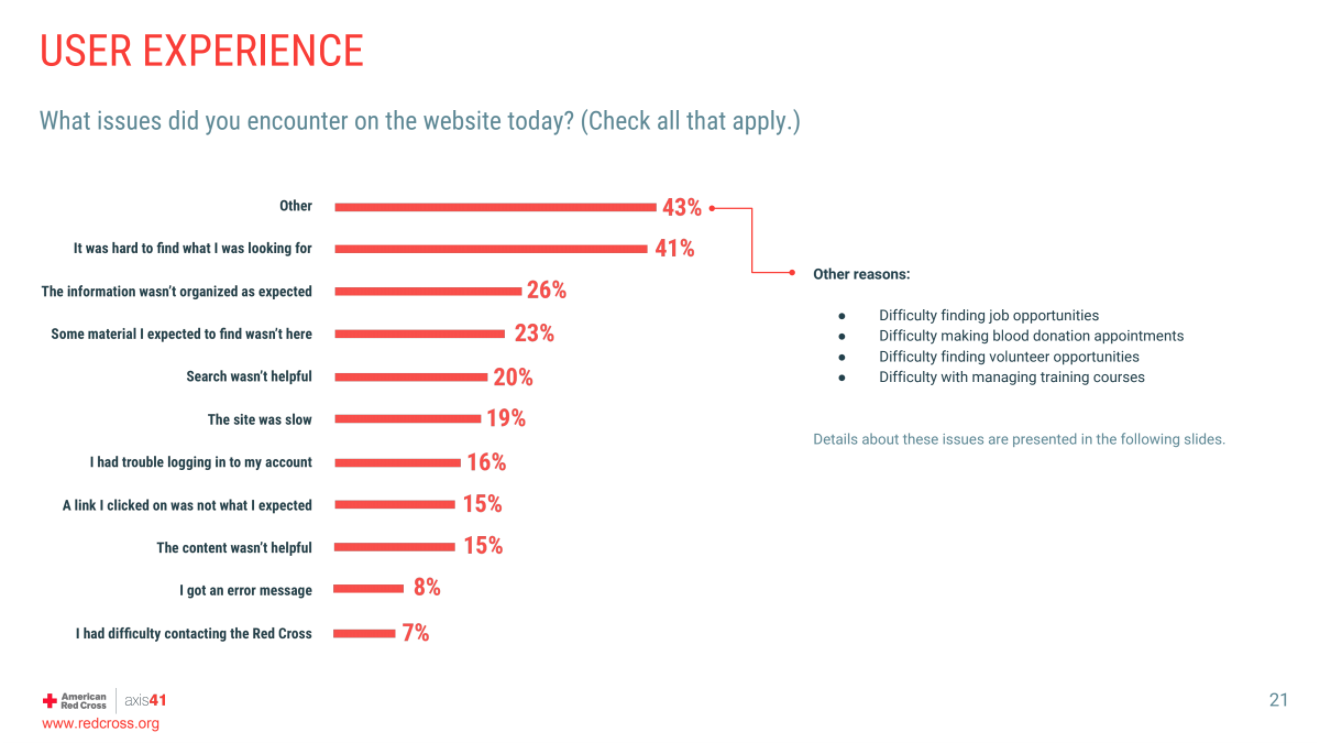 USER EXPERIENCE
What issues did you encounter on the website today? (Check all that apply.)
Other 43%
It was hard to find what I was looking for 41%
The information wasn’t organized as expected 26%
Some material I expected to find wasn’t here 23%
Search wasn’t helpful 20%
The site was slow 19%
I had trouble logging in to my account 16%
A link I clicked on was not what I expected 15%
The content wasn’t helpful 15%
I got an error message 8%
I had difficulty contacting the Red Cross 7%
Other reasons:
● Difficulty finding job opportunities
● Difficulty making blood donation appointments
● Difficulty finding volunteer opportunities
● Difficulty with managing training courses
Details about these issues are presented in the following slides.
American
Red Cross
axis41
www.redcross.org
21